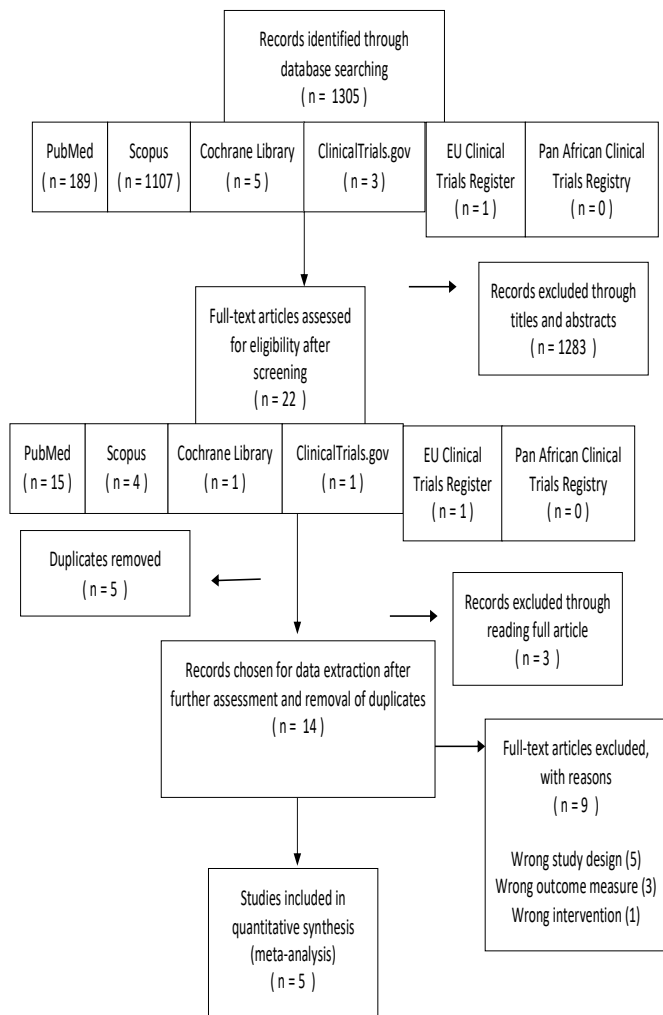 Records identified through
database searching
( n = 1305 )
PubMed
( n = 189 )
Scopus
( n = 1107 )
Cochrane Library
( n = 5 )
ClinicalTrials.gov
( n = 3 )
EU Clinical
Trials Register
( n = 1 )
Pan African Clinical
Trials Registry
( n = 0 )
Records excluded through
titles and abstracts
( n = 1283 )
Full-text articles assessed
for eligibility after
screening
( n = 22 )
PubMed
( n = 15 )
Scopus
( n = 4 )
Cochrane Library
( n = 1 )
ClinicalTrials.gov
( n = 1 )
EU Clinical
Trials Register
( n = 1 )
Pan African Clinical
Trials Registry
( n = 0 )
Duplicates removed
( n = 5 )
Records excluded through
reading full article
( n = 3 )
Records chosen for data extraction after
further assessment and removal of duplicates
( n = 14 )
Full-text articles excluded,
with reasons
( n = 9 )
Wrong study design (5)
Wrong outcome measure (3)
Wrong intervention (1)
Studies included in
quantitative synthesis
(meta-analysis)
( n = 5 )